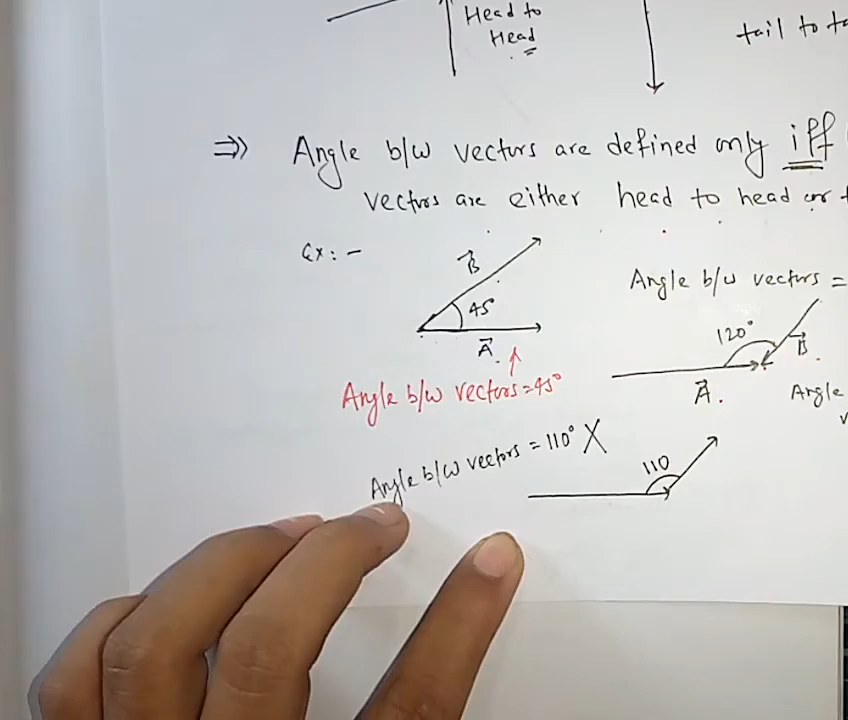 Head to
Head
tail to
⇒ Angle b/w vectors are defined only iff
vectors are either head to head or
Ex: -
B
45°
A
Angle b/w vectors = 45°
Angle b/w vectors =
120°
B.
A.
Angle
Angle b/w vectors = 110° X
110